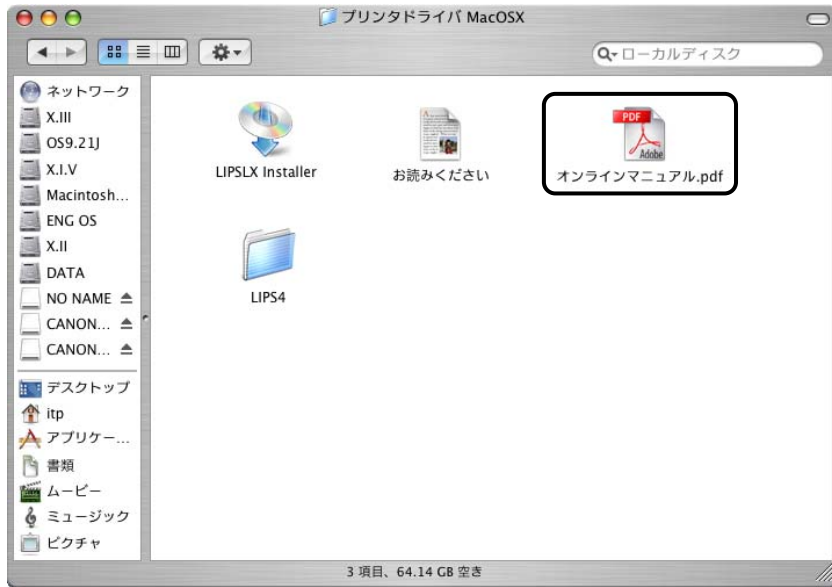 プリンタドライバ MacOSX
ローカルディスク
ネットワーク
X.III
OS9.21J
X.I.V
Macintosh...
ENG OS
X.II
DATA
NO NAME
CANON...
CANON...
デスクトップ
itp
アプリケー...
書類
ムービー
ミュージック
ピクチャ
LIPSLX Installer
お読みください
PDF
Adobe
オンラインマニュアル.pdf
LIPS4
3 項目、64.14 GB 空き